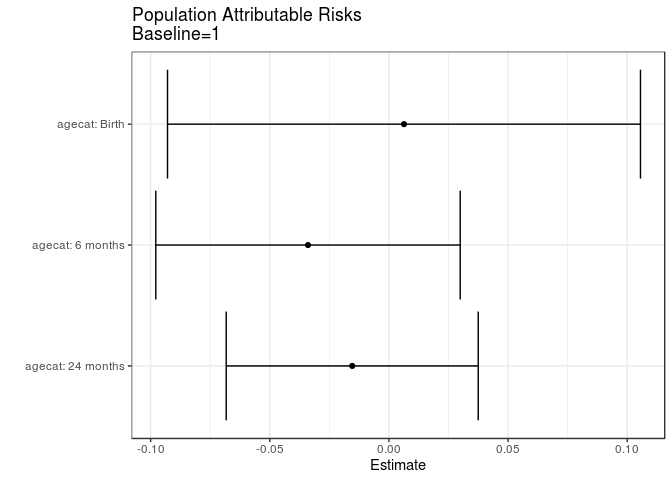 Population Attributable Risks
Baseline=1
agecat: Birth
agecat: 6 months
agecat: 24 months
-0.10 -0.05 0.00 0.05 0.10
Estimate